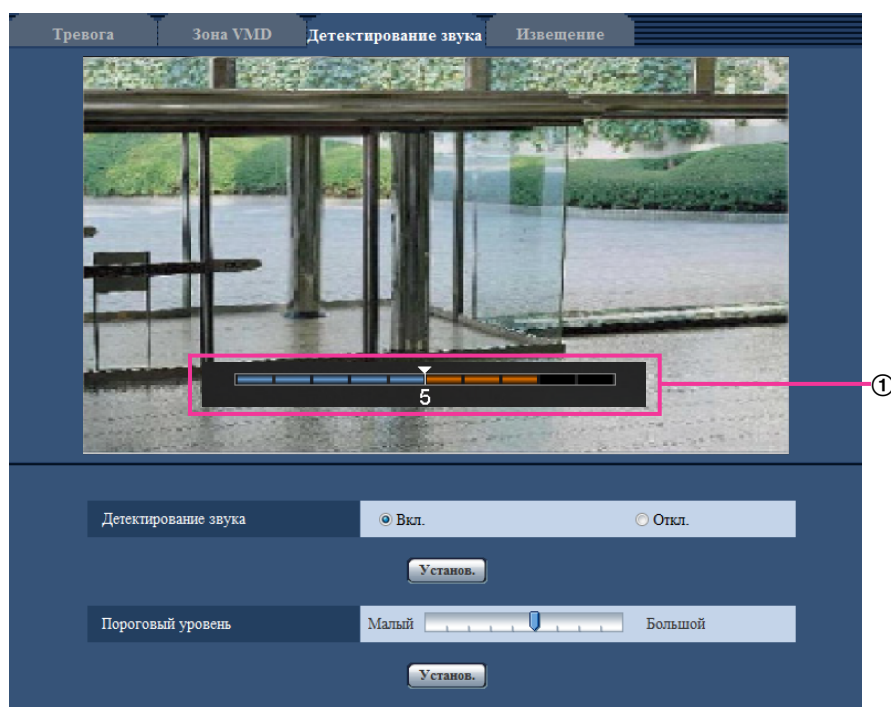 Тревога Зона VMD Детектирование звука Извещение
5
①
Детектирование звука Вкл. Откл.
Установ.
Пороговый уровень Малый Большой
Установ.